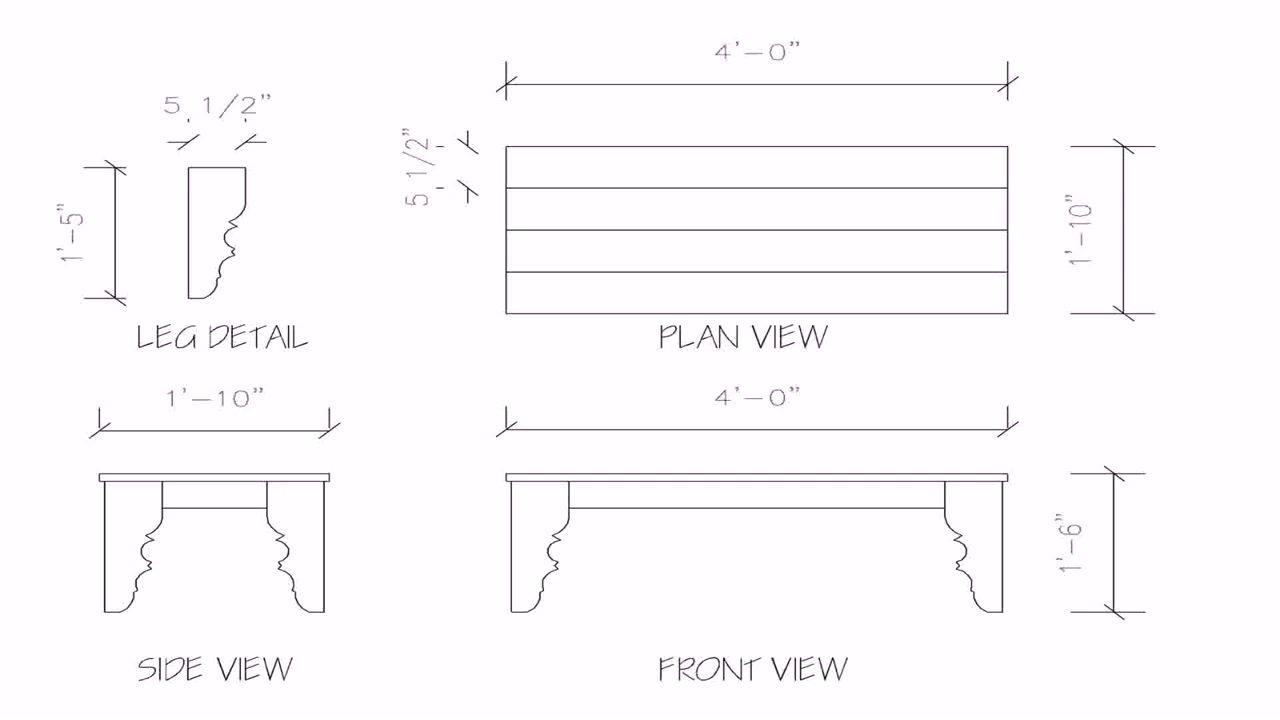 4'-0"
5 1/2"
5 1/2"
1'-5"
1'-10"
LEG DETAIL
PLAN VIEW
1'-10"
4'-0"
1'-6"
SIDE VIEW
FRONT VIEW